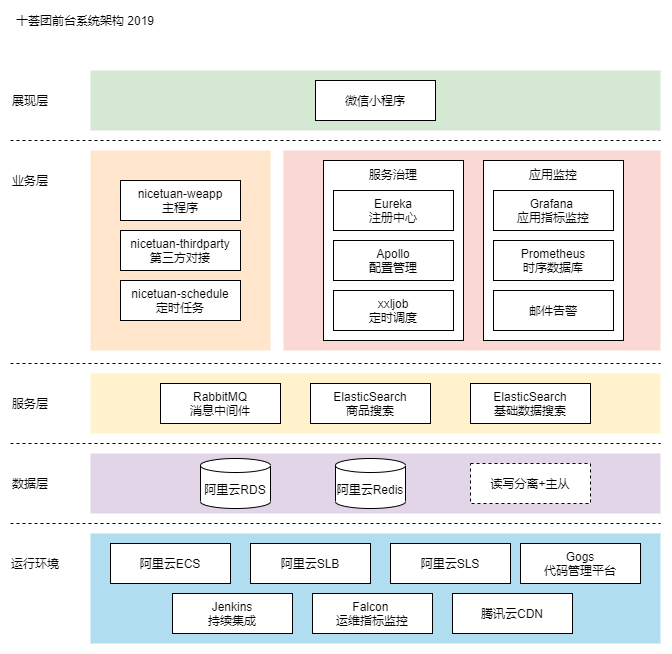 十荟团前台系统架构 2019
展现层
微信小程序
业务层
nicetuan-weapp
主程序
nicetuan-thirdparty
第三方对接
nicetuan-schedule
定时任务
服务治理
Eureka
注册中心
Apollo
配置管理
xxljob
定时调度
应用监控
Grafana
应用指标监控
Prometheus
时序数据库
邮件告警
服务层
RabbitMQ
消息中间件
ElasticSearch
商品搜索
ElasticSearch
基础数据搜索
数据层
阿里云RDS
阿里云Redis
读写分离+主从
运行环境
阿里云ECS
阿里云SLB
阿里云SLS
Gogs
代码管理平台
Jenkins
持续集成
Falcon
运维指标监控
腾讯云CDN